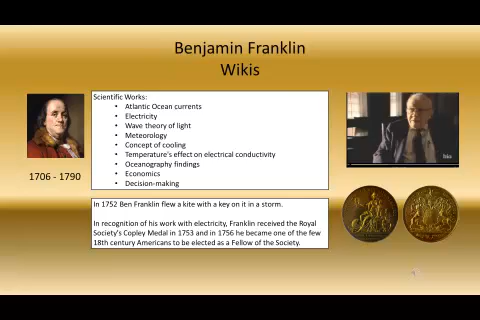 Benjamin Franklin
Wikis
Scientific Works:
• Atlantic Ocean currents
• Electricity
• Wave theory of light
• Meteorology
• Concept of cooling
• Temperature's effect on electrical conductivity
• Oceanography findings
• Economics
• Decision-making
1706 - 1790
In 1752 Ben Franklin flew a kite with a key on it in a storm.
In recognition of his work with electricity, Franklin received the Royal
Society's Copley Medal in 1753 and in 1756 he became one of the few
18th century Americans to be elected as a Fellow of the Society.